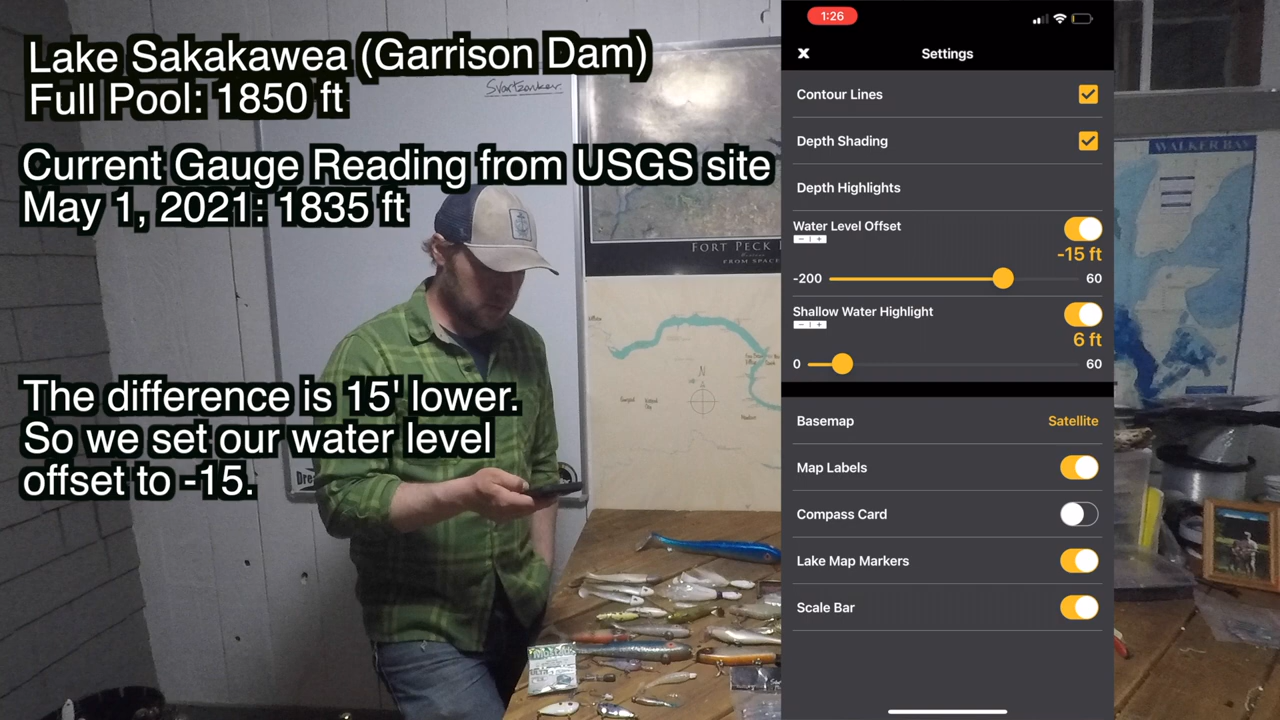 Lake Sakakawea (Garrison Dam)
Full Pool: 1850 ft
Current Gauge Reading from USGS site
May 1, 2021: 1835 ft
The difference is 15' lower.
So we set our water level
offset to -15.
Svartzonker
FORT PECK
FROM SPACE
N
WALKER BAY
1:26
Settings
Contour Lines
Depth Shading
Depth Highlights
Water Level Offset
- | +
-15 ft
-200
60
Shallow Water Highlight
- | +
6 ft
0
60
Basemap
Satellite
Map Labels
Compass Card
Lake Map Markers
Scale Bar